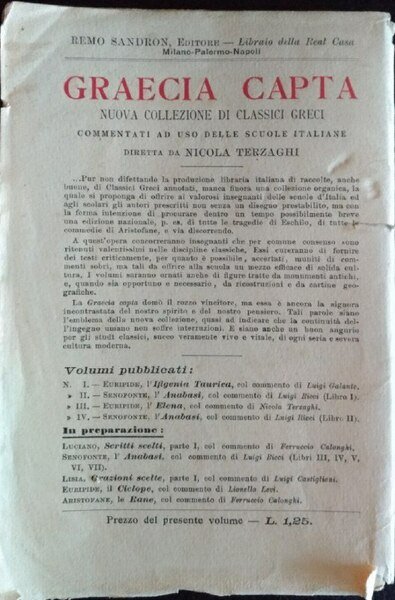 REMO SANDRON, EDITORE — Libraio della Real Casa
Milano-Palermo-Napoli
GRAECIA CAPTA
NUOVA COLLEZIONE DI CLASSICI GRECI
COMMENTATI AD USO DELLE SCUOLE ITALIANE
DIRETTA DA NICOLA TERZAGHI
...Pur non difettando la produzione libraria italiana di raccolte, anche
buone, di Classici Greci annotati, manca finora una collezione organica, la
quale si proponga di offrire ai valorosi insegnanti delle scuole d'Italia ed
agli scolari gli autori prescritti non senza un disegno prestabilito, ma con
la ferma intenzione di procurare dentro un tempo possibilmente breve
una edizione nazionale, p. es. di tutte le tragedie di Eschilo, di tutte le
commedie di Aristofane, e via discorrendo.
A quest'opera concorreranno insegnanti che per comune consenso sono
ritenuti valentissimi nelle discipline classiche. Essi cureranno di fornire
dei testi criticamente, per quanto è possibile, accertati, muniti di com-
menti sobri, ma tali da offrire alla scuola un mezzo efficace di solida cul-
tura. I volumi saranno ornati anche di figure tratte da monumenti antichi,
e, quando sia opportuno e necessario, da ricostruzioni e da cartine geo-
grafiche.
La Graecia capta domò il rozzo vincitore, ma essa è ancora la signora
incontrastata del nostro spirito e del nostro pensiero. Tali parole siano
l'emblema della nuova collezione, quasi ad indicare che la continuità del-
l'ingegno umano non soffre interruzioni. E siano anche un buon augurio
per gli studi classici, succo veramente vivo e vitale, di ogni seria e severa
cultura moderna.
Volumi pubblicati:
N. I. — EURIPIDE, l'Ifigenia Taurica, col commento di Luigi Galante.
» II. — SENOFONTE, l'Anabasi, col commento di Luigi Ricci (Libro I).
» III. — EURIPIDE, l'Elena, col commento di Nicola Terzaghi.
» IV. — SENOFONTE, l'Anabasi, col commento di Luigi Ricci (Libro II).
In preparazione:
LUCIANO, Scritti scelti, parte I, col commento di Ferruccio Calonghi.
SENOFONTE, l'Anabasi, col commento di Luigi Ricci (Libri III, IV, V,
VI, VII).
LISIA, Orazioni scelte, parte I, col commento di Luigi Castiglioni.
EURIPIDE, il Ciclope, col commento di Lionello Levi.
ARISTOFANE, le Rane, col commento di Ferruccio Calonghi.
Prezzo del presente volume — L. 1,25.